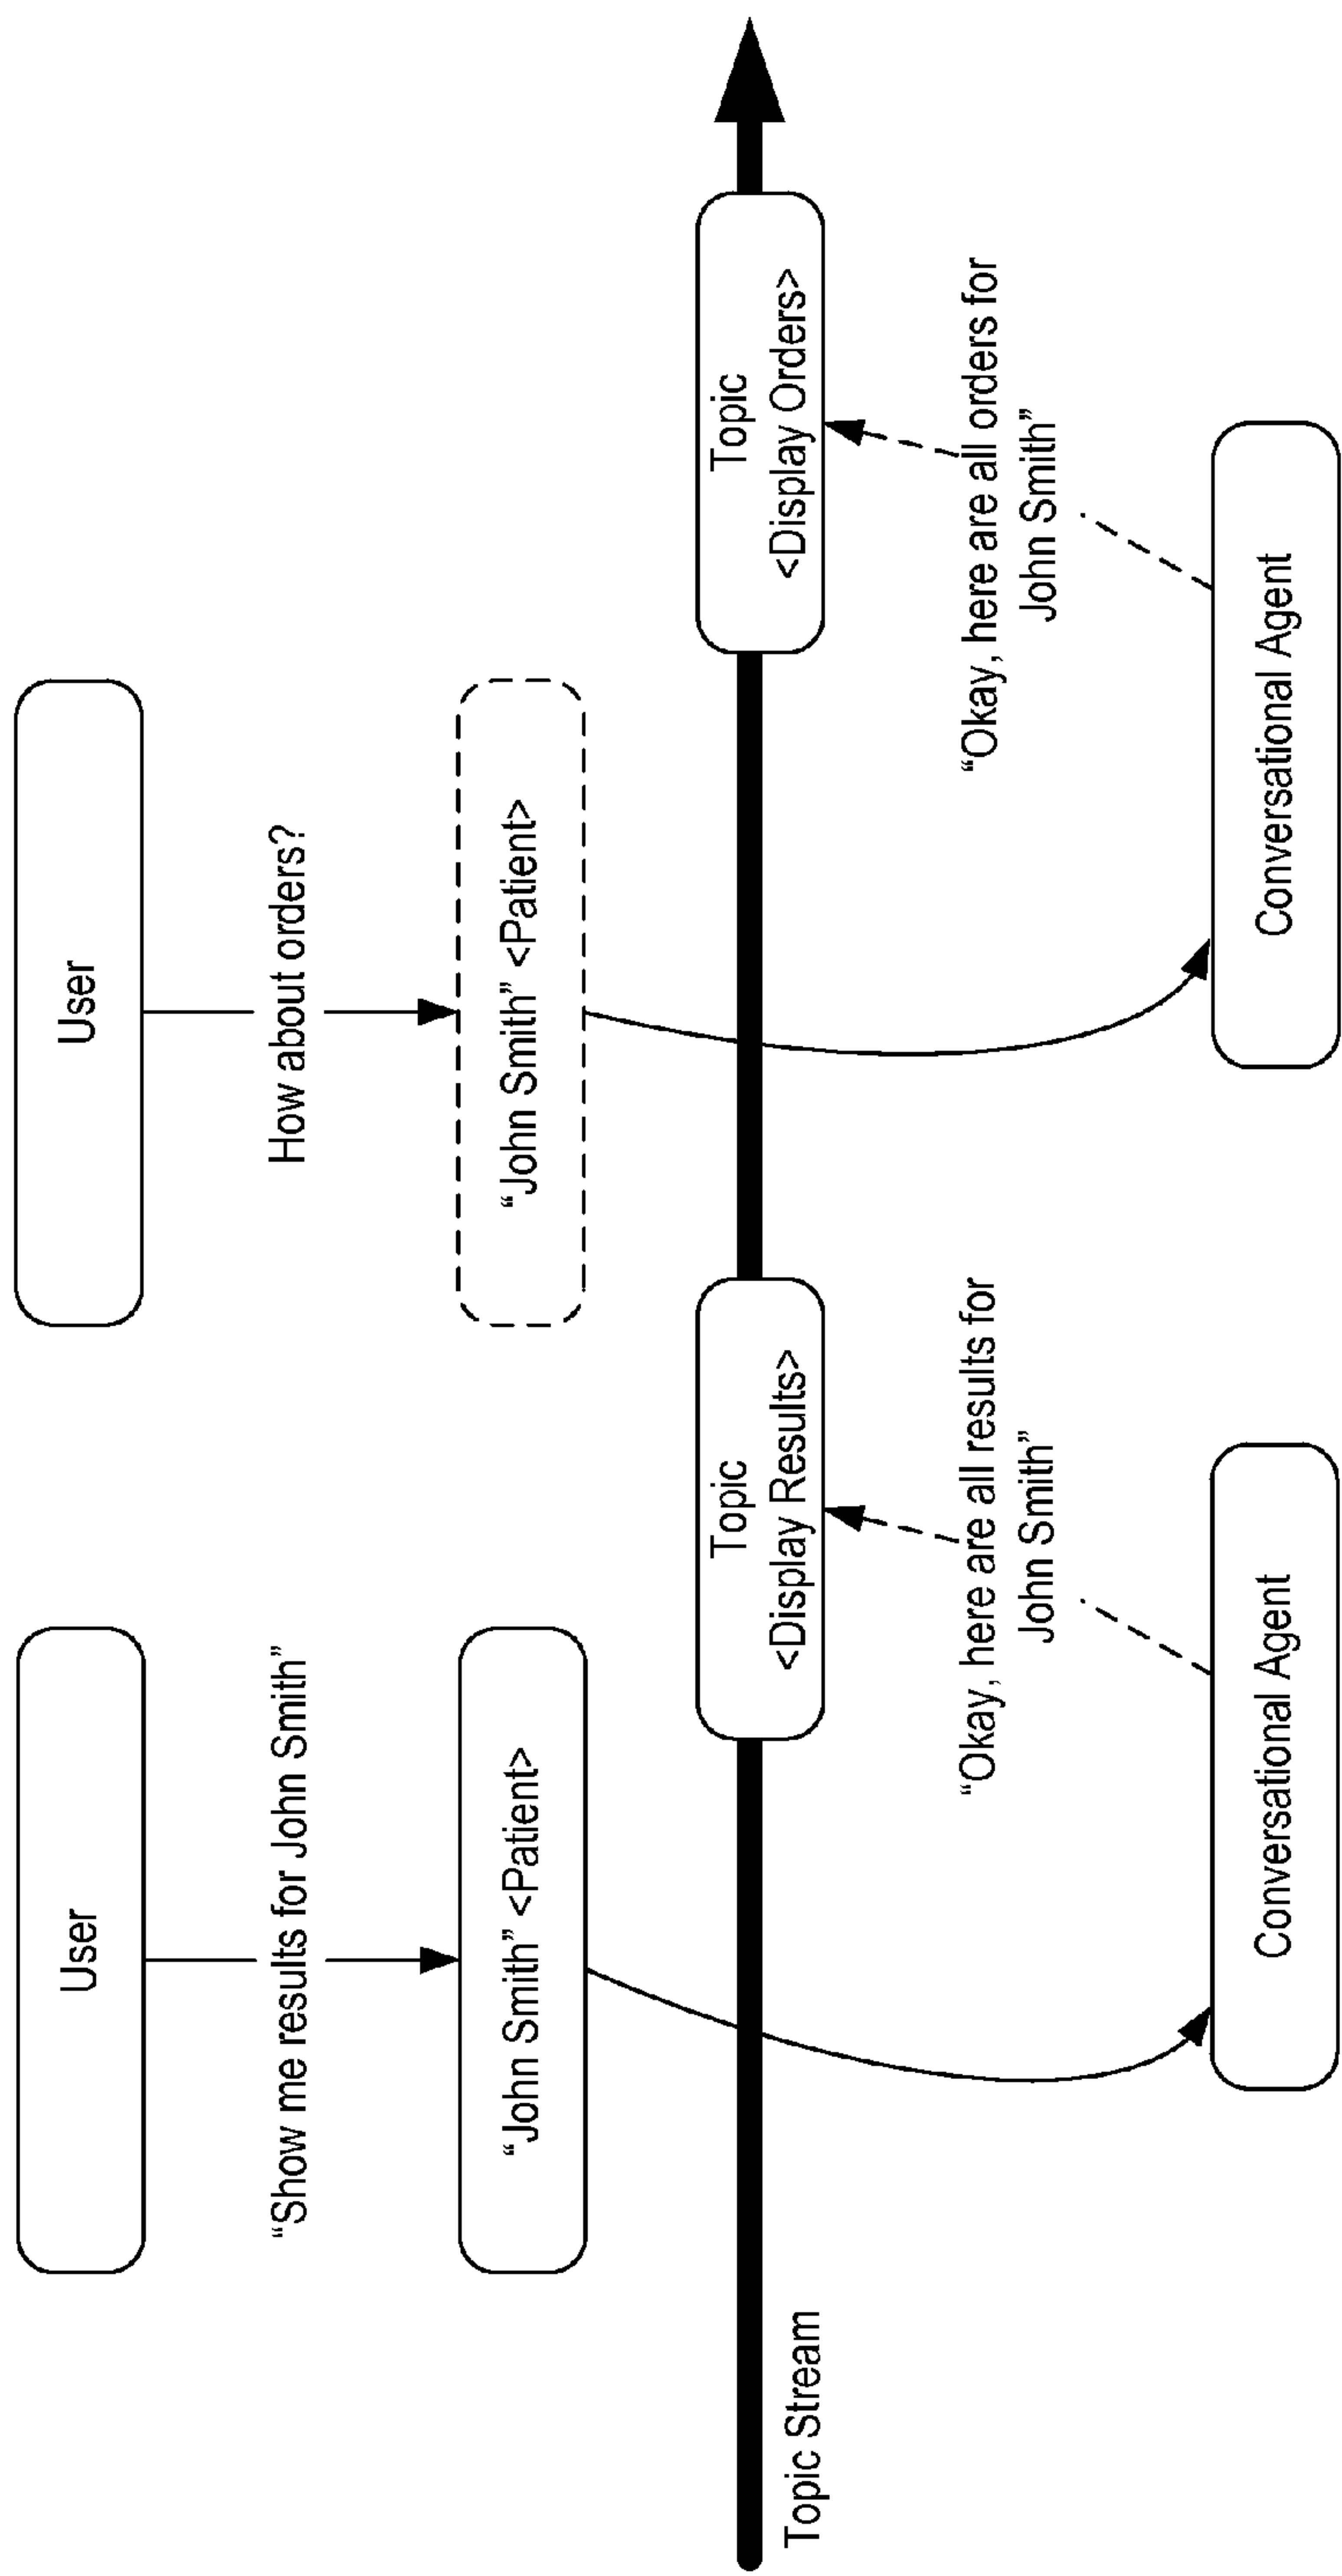 User
User
“Show me results for John Smith”
How about orders?
“John Smith” <Patient>
“John Smith” <Patient>
Topic
<Display Results>
Topic
<Display Orders>
Topic Stream
“Okay, here are all results for
John Smith”
“Okay, here are all orders for
John Smith”
Conversational Agent
Conversational Agent